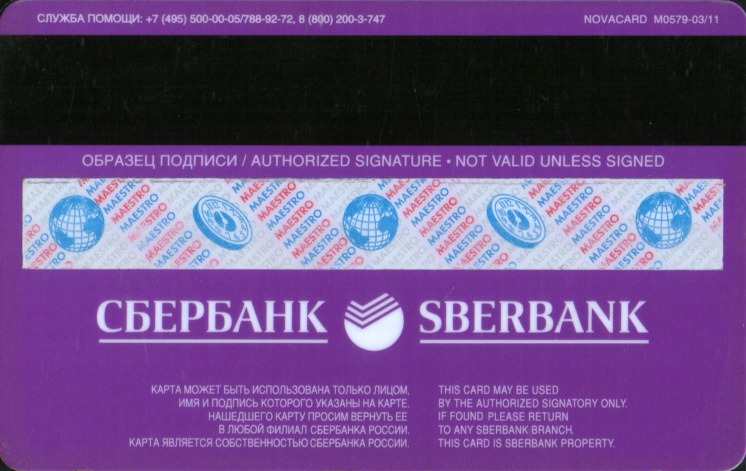 СЛУЖБА ПОМОЩИ: +7 (495) 500-00-05/788-92-72, 8 (800) 200-3-747
NOVACARD M0579-03/11
ОБРАЗЕЦ ПОДПИСИ / AUTHORIZED SIGNATURE • NOT VALID UNLESS SIGNED
MAESTRO
СБЕРБАНК SBERBANK
КАРТА МОЖЕТ БЫТЬ ИСПОЛЬЗОВАНА ТОЛЬКО ЛИЦОМ,
ИМЯ И ПОДПИСЬ КОТОРОГО УКАЗАНЫ НА КАРТЕ.
НАШЕДШЕГО КАРТУ ПРОСИМ ВЕРНУТЬ ЕЕ
В ЛЮБОЙ ФИЛИАЛ СБЕРБАНКА РОССИИ.
КАРТА ЯВЛЯЕТСЯ СОБСТВЕННОСТЬЮ СБЕРБАНКА РОССИИ.
THIS CARD MAY BE USED
BY THE AUTHORIZED SIGNATORY ONLY.
IF FOUND PLEASE RETURN
TO ANY SBERBANK BRANCH.
THIS CARD IS SBERBANK PROPERTY.